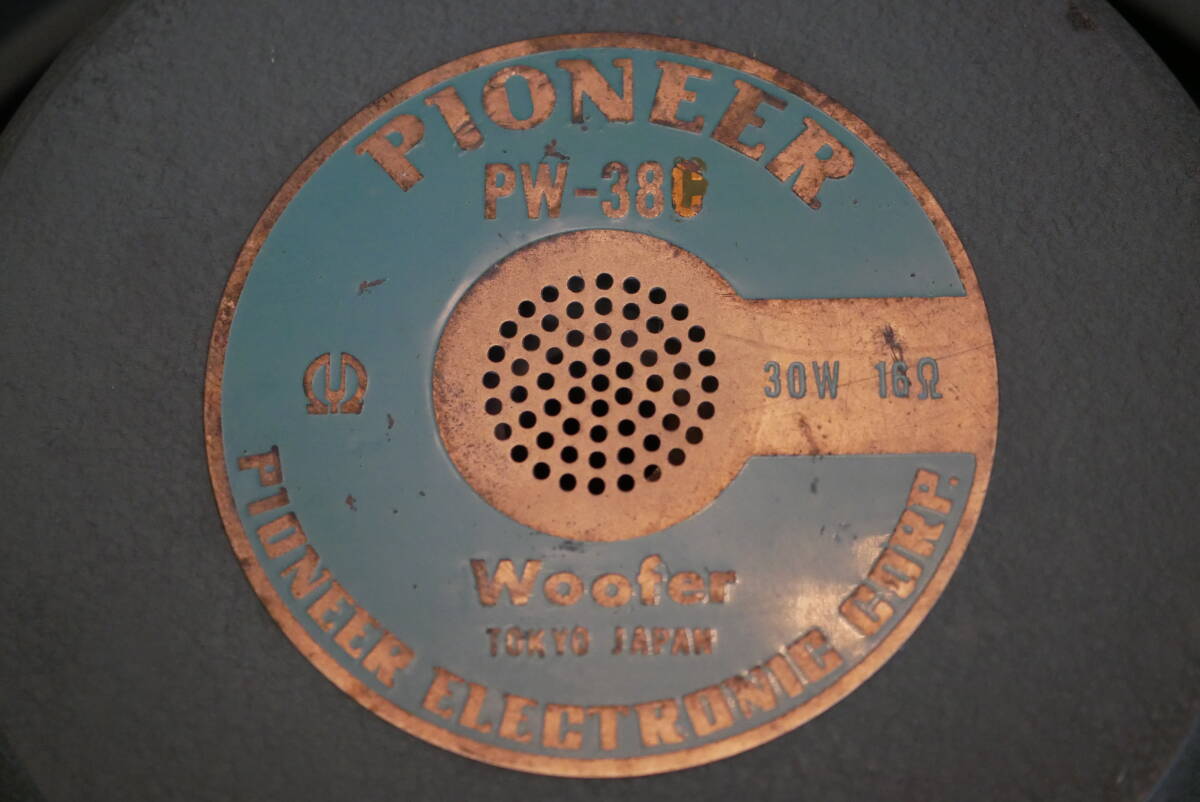 PIONEER
PW-38C
30W 16Ω
Woofer
TOKYO JAPAN
PIONEER ELECTRONIC CORP.